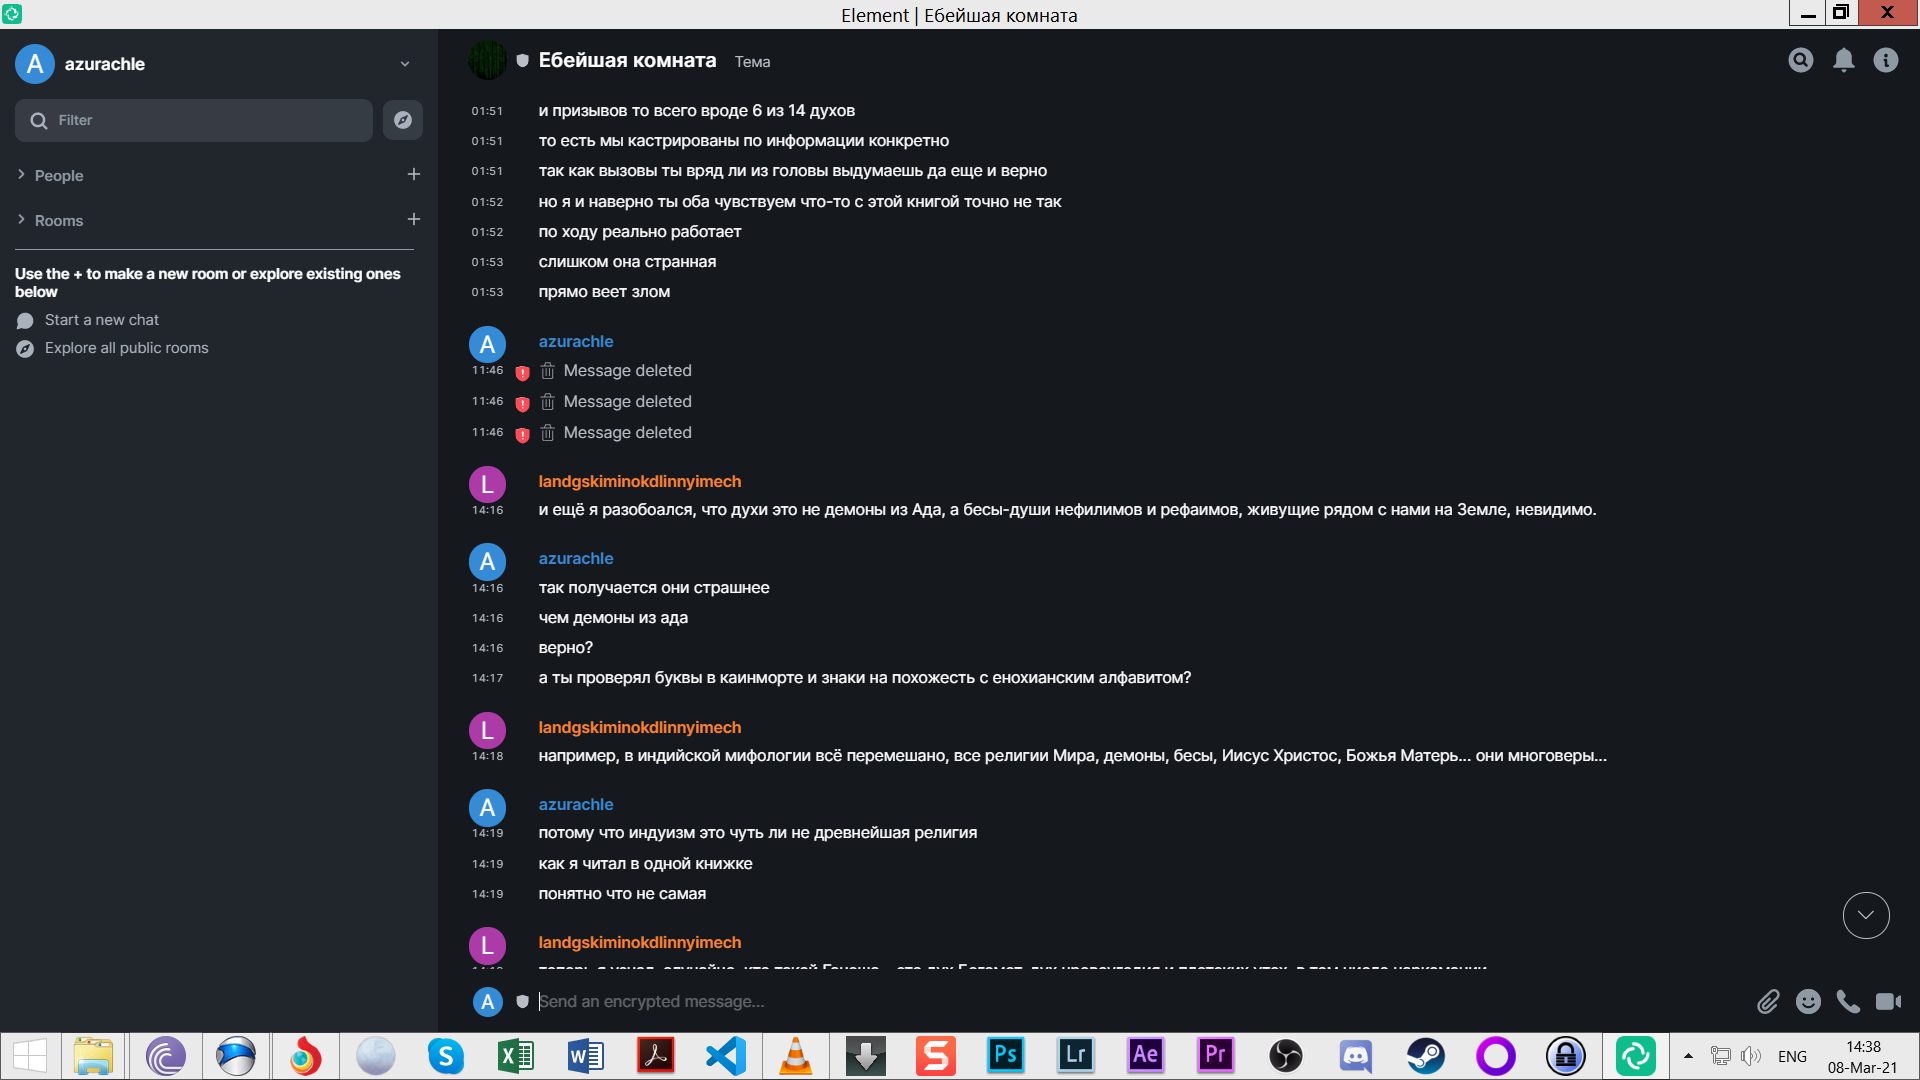 Element | Ебейшая комната
A
azurachle
Filter
People
Rooms
Use the + to make a new room or explore existing ones
below
Start a new chat
Explore all public rooms
Ебейшая комната Тема
01:51 и призывов то всего вроде 6 из 14 духов
01:51 то есть мы кастрированы по информации конкретно
01:51 так как вызовы ты вряд ли из головы выдумаешь да еще и верно
01:52 но я и наверно ты оба чувствуем что-то с этой книгой точно не так
01:52 по ходу реально работает
01:53 слишком она странная
01:53 прямо веет злом
A azurachle
11:46 Message deleted
11:46 Message deleted
11:46 Message deleted
L landgskiminokdlinnyimech
14:16 и ещё я разобоался, что духи это не демоны из Ада, а бесы-души нефилимов и рефаимов, живущие рядом с нами на Земле, невидимо.
A azurachle
14:16 так получается они страшнее
14:16 чем демоны из ада
14:16 верно?
14:17 а ты проверял буквы в каинморте и знаки на похожесть с енохианским алфавитом?
L landgskiminokdlinnyimech
14:18 например, в индийской мифологии всё перемешано, все религии Мира, демоны, бесы, Иисус Христос, Божья Матерь... они многоверы...
A azurachle
14:19 потому что индуизм это чуть ли не древнейшая религия
14:19 как я читал в одной книжке
14:19 понятно что не самая
L landgskiminokdlinnyimech
A Send an encrypted message...
S X W Ps Lr Ae Pr S
ENG
14:38
08-Mar-21